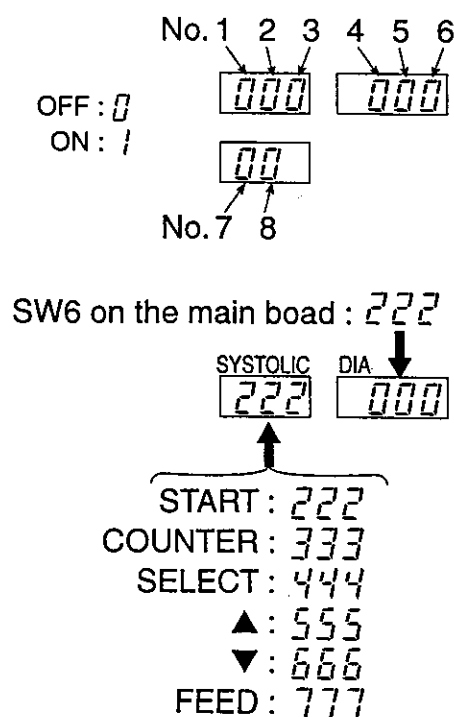 No. 1 2 3 4 5 6
OFF : 0 000 000
ON : 1
00
No. 7 8
SW6 on the main boad : 222
SYSTOLIC DIA
222 000
START : 222
COUNTER : 333
SELECT : 444
▲ : 555
▼ : 666
FEED : 777